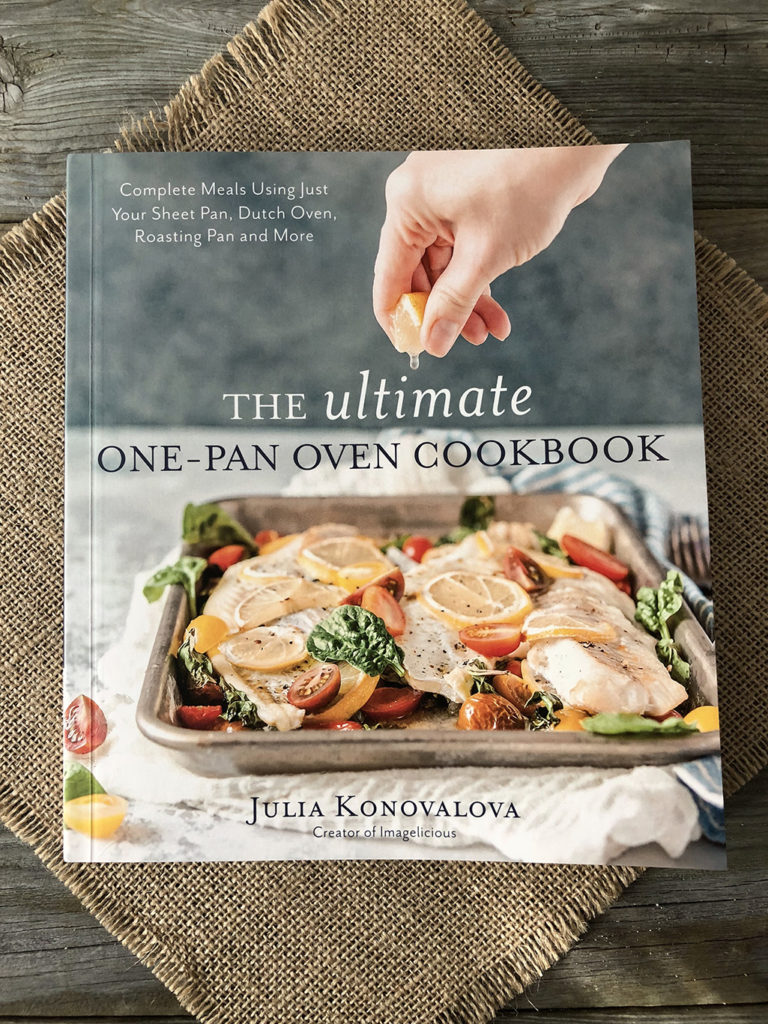 Complete Meals Using Just
Your Sheet Pan, Dutch Oven,
Roasting Pan and More
THE ultimate
ONE-PAN OVEN COOKBOOK
JULIA KONOVALOVA
Creator of Imagelicious